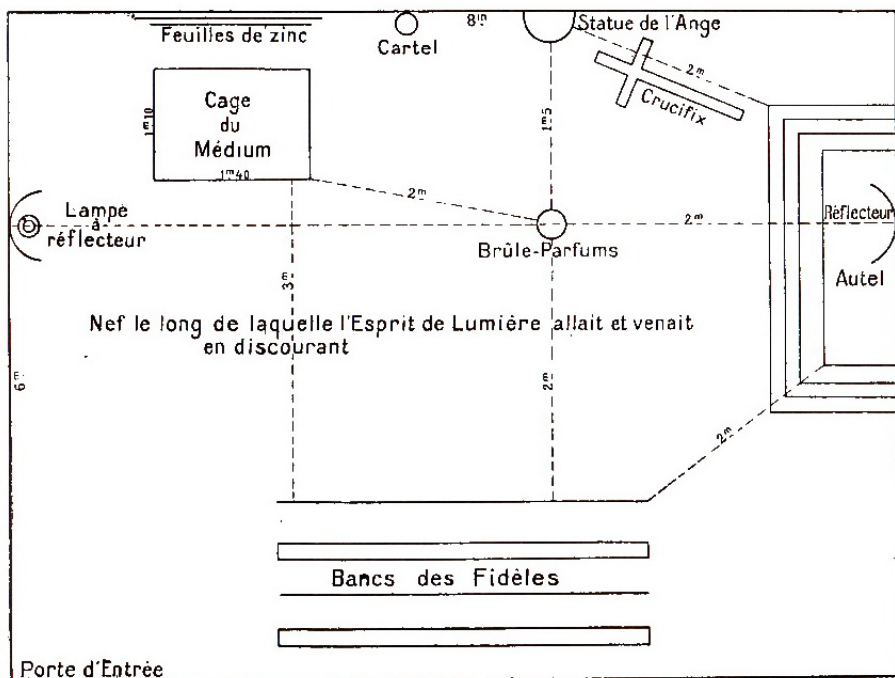 Feuilles de zinc
Cartel
8m
Statue de l'Ange
2m
Crucifix
1m10
Cage
du
Médium
1m40
1m5
2m
Lampe
à
réflecteur
2m
Réflecteur
Brûle-Parfums
Autel
3m
Nef le long de laquelle l'Esprit de Lumière allait et venait
en discourant
6m
2m
2m
Bancs des Fidèles
Porte d'Entrée